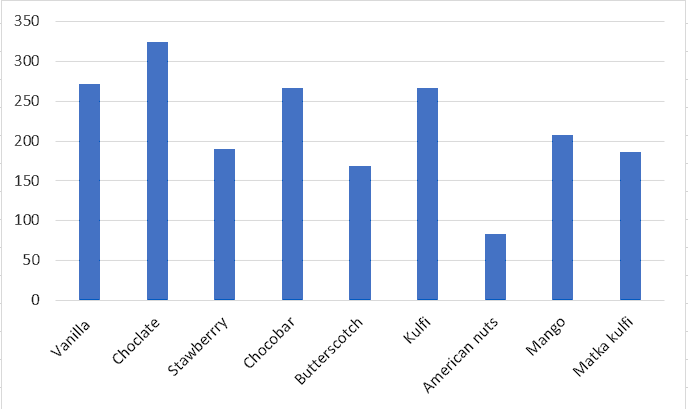 350
300
250
200
150
100
50
0
Vanilla
Choclate
Stawberrry
Chocobar
Butterscotch
Kulfi
American nuts
Mango
Matka kulfi